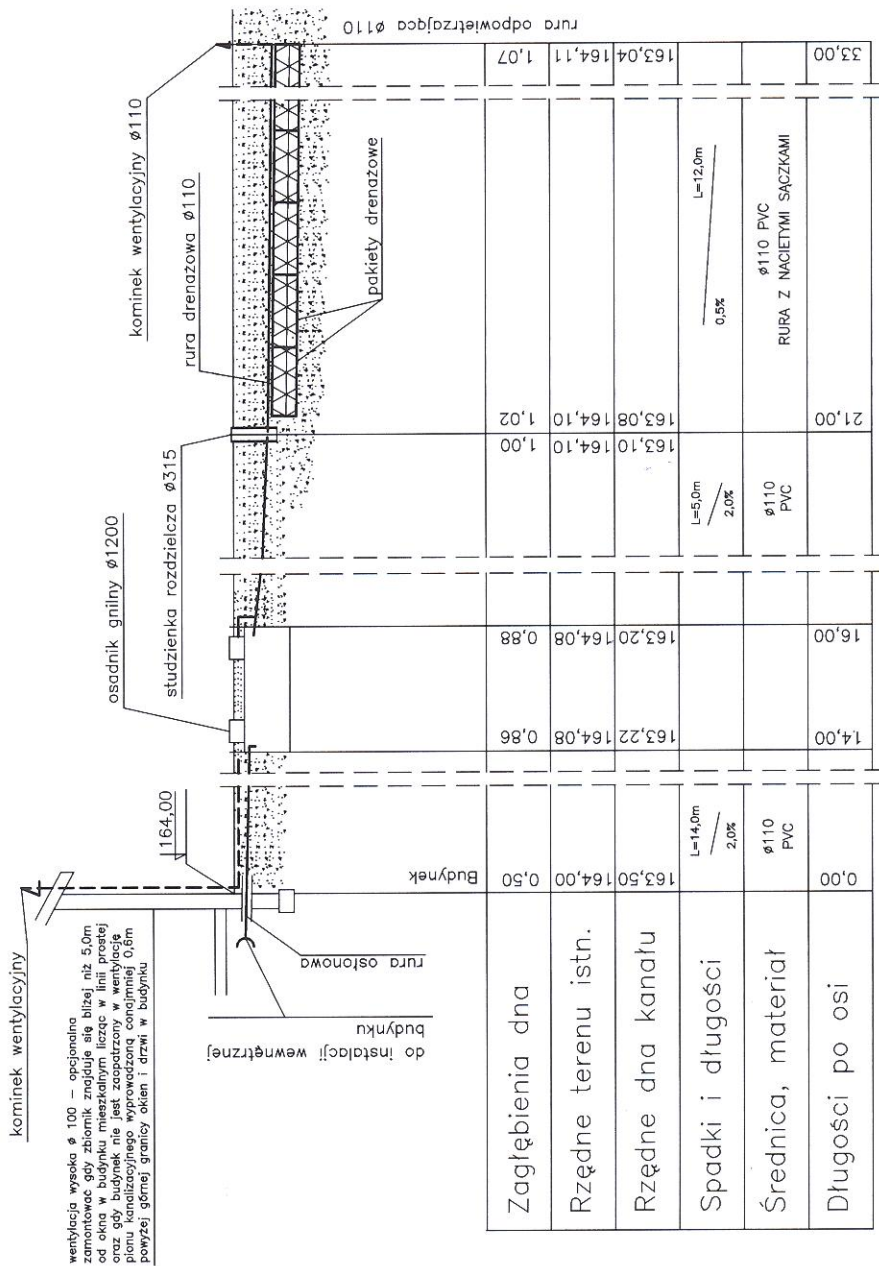 kominek wentylacyjny
wentylacja wysoka ø 100 – opcjonalna
zamontować gdy zbiornik znajduje się bliżej niż 5,0m
od okna w budynku mieszkalnym licząc w linii prostej
oraz gdy budynek nie jest zaopatrzony w wentylację
pionu kanalizacyjnego wyprowadzoną conajmniej 0,6m
powyżej górnej granicy okien i drzwi w budynku
do instalacji wewnętrznej
budynku
rura osłonowa
164,00
osadnik gnilny ø1200
studzienka rozdzielcza ø315
rura drenażowa ø110
kominek wentylacyjny ø110
pakiety drenażowe
rura odpowietrzająca ø110
Budynek
Zagłębienia dna
0,50
0,86
0,88
1,00
1,02
1,07
Rzędne terenu istn.
164,00
164,08
164,08
164,10
164,10
164,11
Rzędne dna kanału
163,50
163,22
163,20
163,10
163,08
163,04
Spadki i długości
L=14,0m
2,0%
L=5,0m
2,0%
L=12,0m
0,5%
Średnica, materiał
ø110
PVC
ø110
PVC
ø110 PVC
RURA Z NACIETYMI SĄCZKAMI
Długości po osi
0,00
14,00
16,00
21,00
33,00